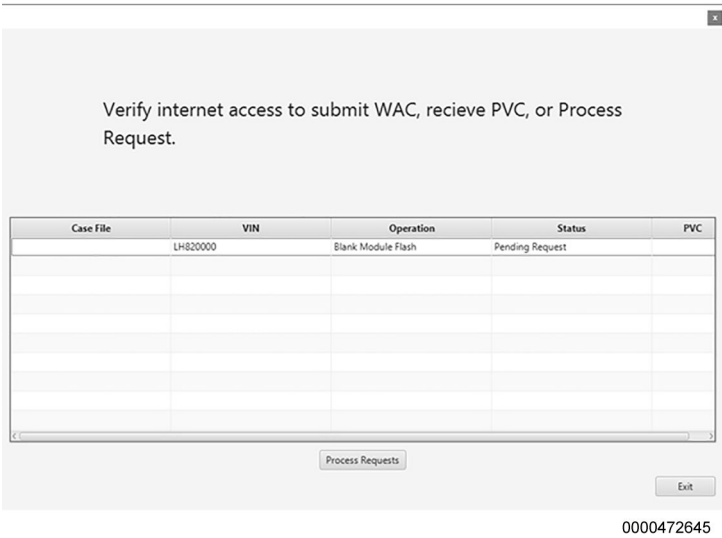 x
Verify internet access to submit WAC, recieve PVC, or Process
Request.
Case File VIN Operation Status PVC
LH820000 Blank Module Flash Pending Request
Process Requests
Exit
0000472645